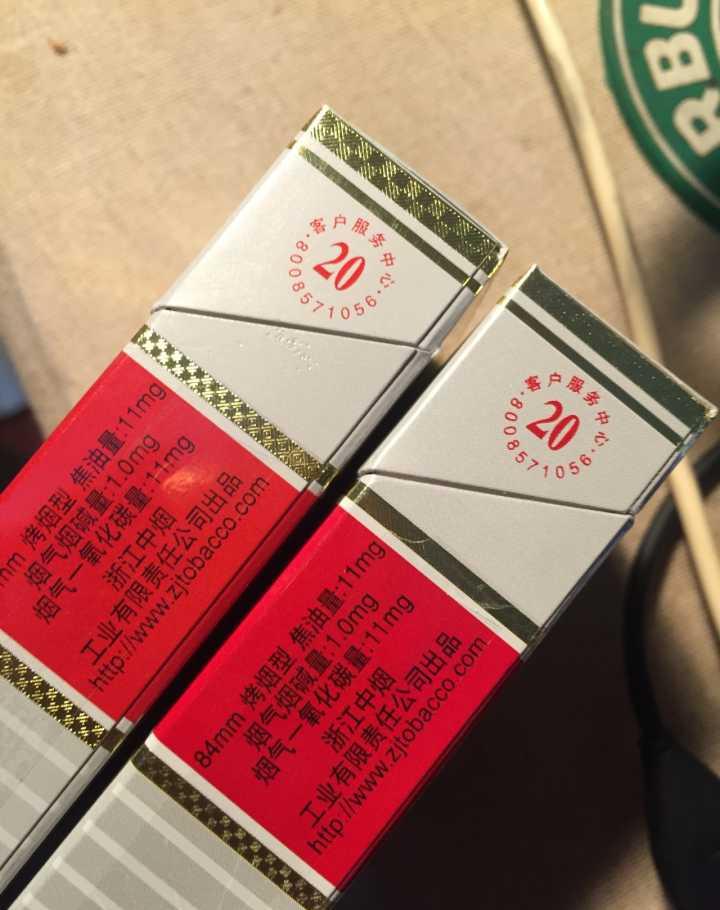 客户服务中心
20
·8008571056·
mm 烤烟型 焦油量:11mg
烟气烟碱量:1.0mg
烟气一氧化碳量:11mg
浙江中烟
工业有限责任公司出品
http://www.zjtobacco.com
客户服务中心
20
·8008571056·
84mm 烤烟型 焦油量:11mg
烟气烟碱量:1.0mg
烟气一氧化碳量:11mg
浙江中烟
工业有限责任公司出品
http://www.zjtobacco.com
RBU